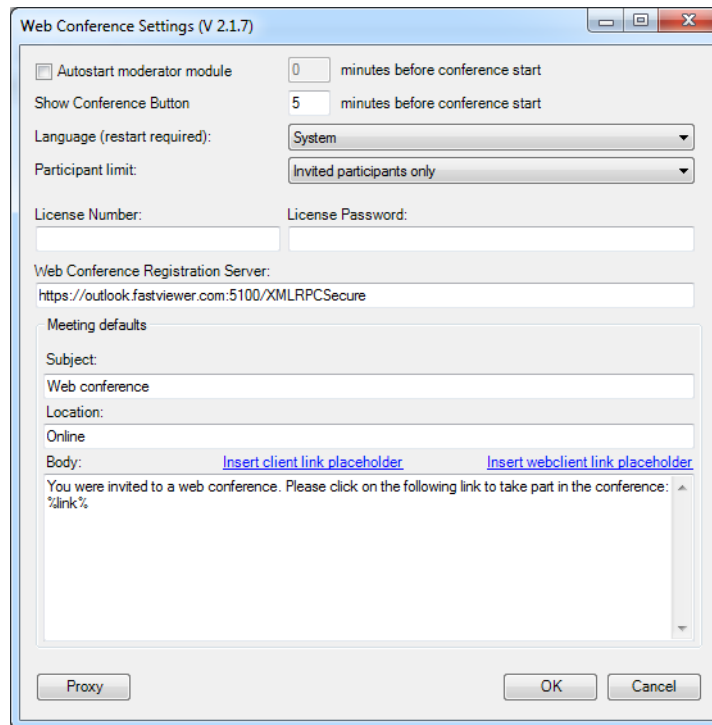 Web Conference Settings (V 2.1.7)
Autostart moderator module 0 minutes before conference start
Show Conference Button 5 minutes before conference start
Language (restart required): System
Participant limit: Invited participants only
License Number: License Password:
Web Conference Registration Server:
https://outlook.fastviewer.com:5100/XMLRPCSecure
Meeting defaults
Subject:
Web conference
Location:
Online
Body: Insert client link placeholder Insert webclient link placeholder
You were invited to a web conference. Please click on the following link to take part in the conference:
%link%
Proxy OK Cancel